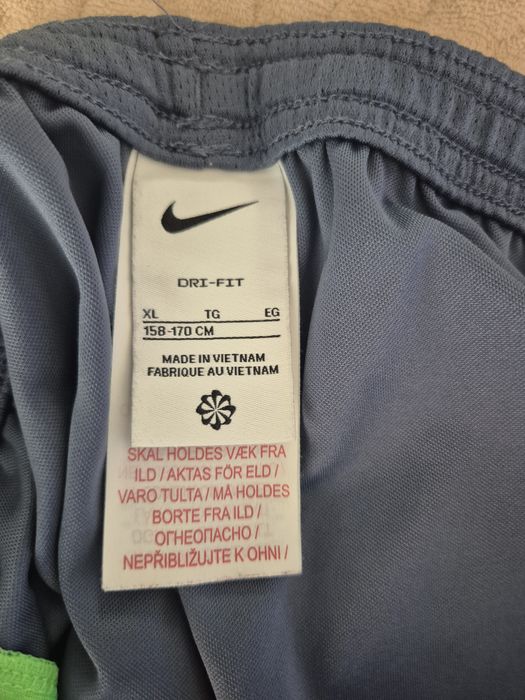 DRI-FIT
XL TG EG
158-170 CM
MADE IN VIETNAM
FABRIQUE AU VIETNAM
SKAL HOLDES VÆK FRA
ILD / AKTAS FÖR ELD /
VARO TULTA / MÅ HOLDES
BORTE FRA ILD /
ОГНЕОПАСНО /
NEPŘIBLIŽUJTE K OHNI /